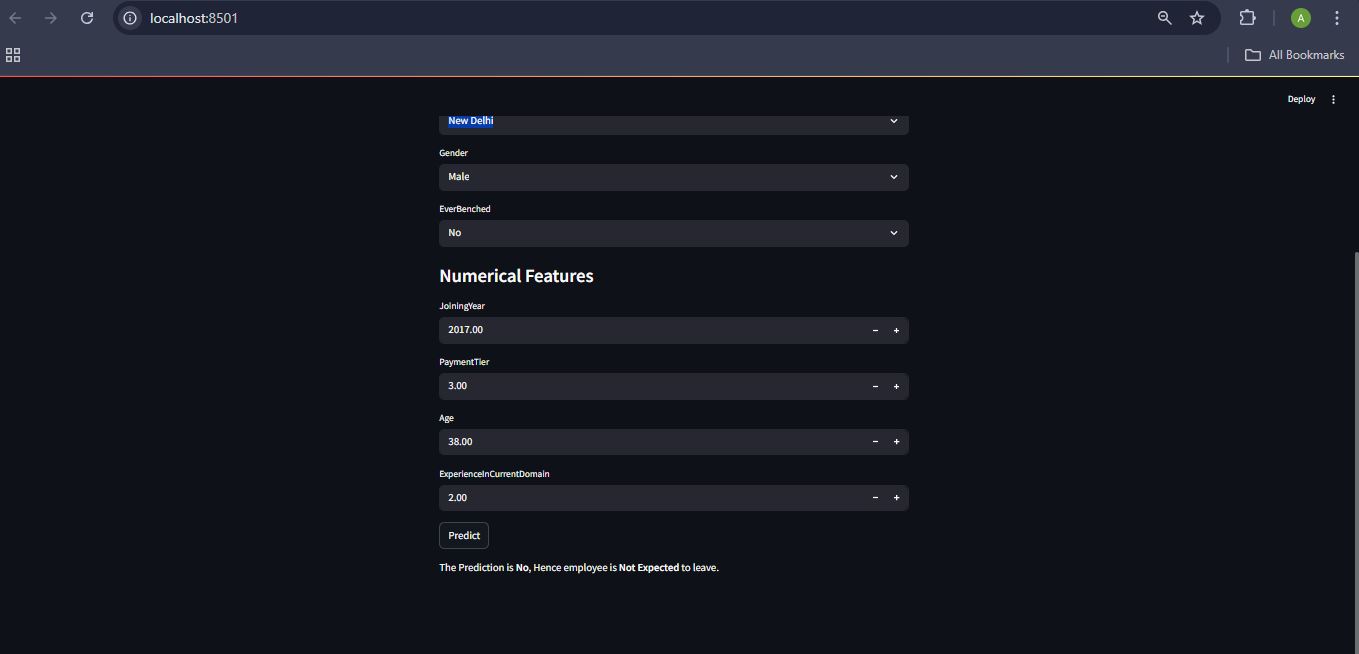 localhost:8501
A
All Bookmarks
Deploy
New Delhi
Gender
Male
EverBenched
No
Numerical Features
JoiningYear
2017.00
PaymentTier
3.00
Age
38.00
ExperienceInCurrentDomain
2.00
Predict
The Prediction is No, Hence employee is Not Expected to leave.